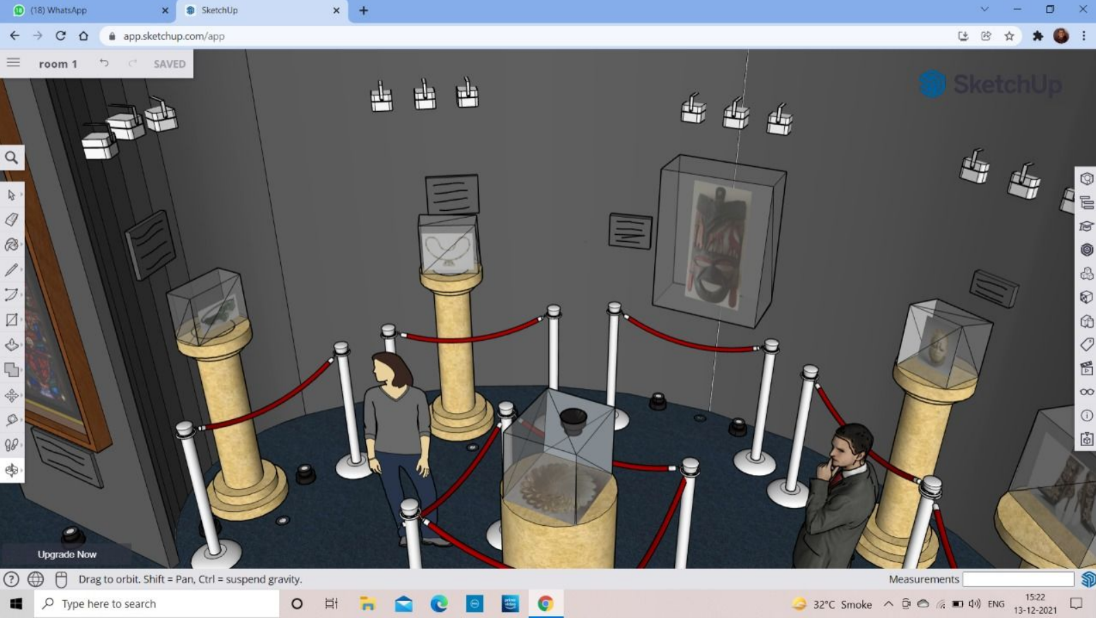 (18) WhatsApp
SketchUp
app.sketchup.com/app
room 1
SAVED
SketchUp
Upgrade Now
Drag to orbit. Shift = Pan, Ctrl = suspend gravity.
Measurements
Type here to search
32°C Smoke
ENG
15:22
13-12-2021